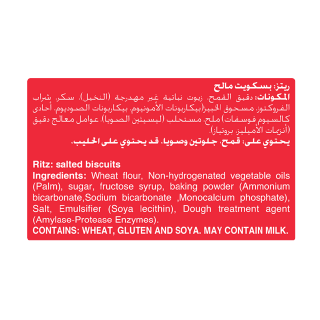 ريتز: بسكويت مالح
المكونات: دقيق القمح، زيوت نباتية غير مهدرجة (النخيل)، سكر، شراب
الفروكتوز، مسحوق الخبيز(بيكاربونات الأمونيوم، بيكاربونات الصوديوم، أحادي
كالسيوم فوسفات) ملح، مستحلب (ليسيثين الصويا)، عوامل معالج دقيق
(أنزيمات الأميليز، بروتياز).
يحتوي على: قمح، جلوتين وصويا، قد يحتوي على الحليب.
Ritz: salted biscuits
Ingredients: Wheat flour, Non-hydrogenated vegetable oils
(Palm), sugar, fructose syrup, baking powder (Ammonium
bicarbonate,Sodium bicarbonate ,Monocalcium phosphate),
Salt, Emulsifier (Soya lecithin), Dough treatment agent
(Amylase-Protease Enzymes).
CONTAINS: WHEAT, GLUTEN AND SOYA. MAY CONTAIN MILK.